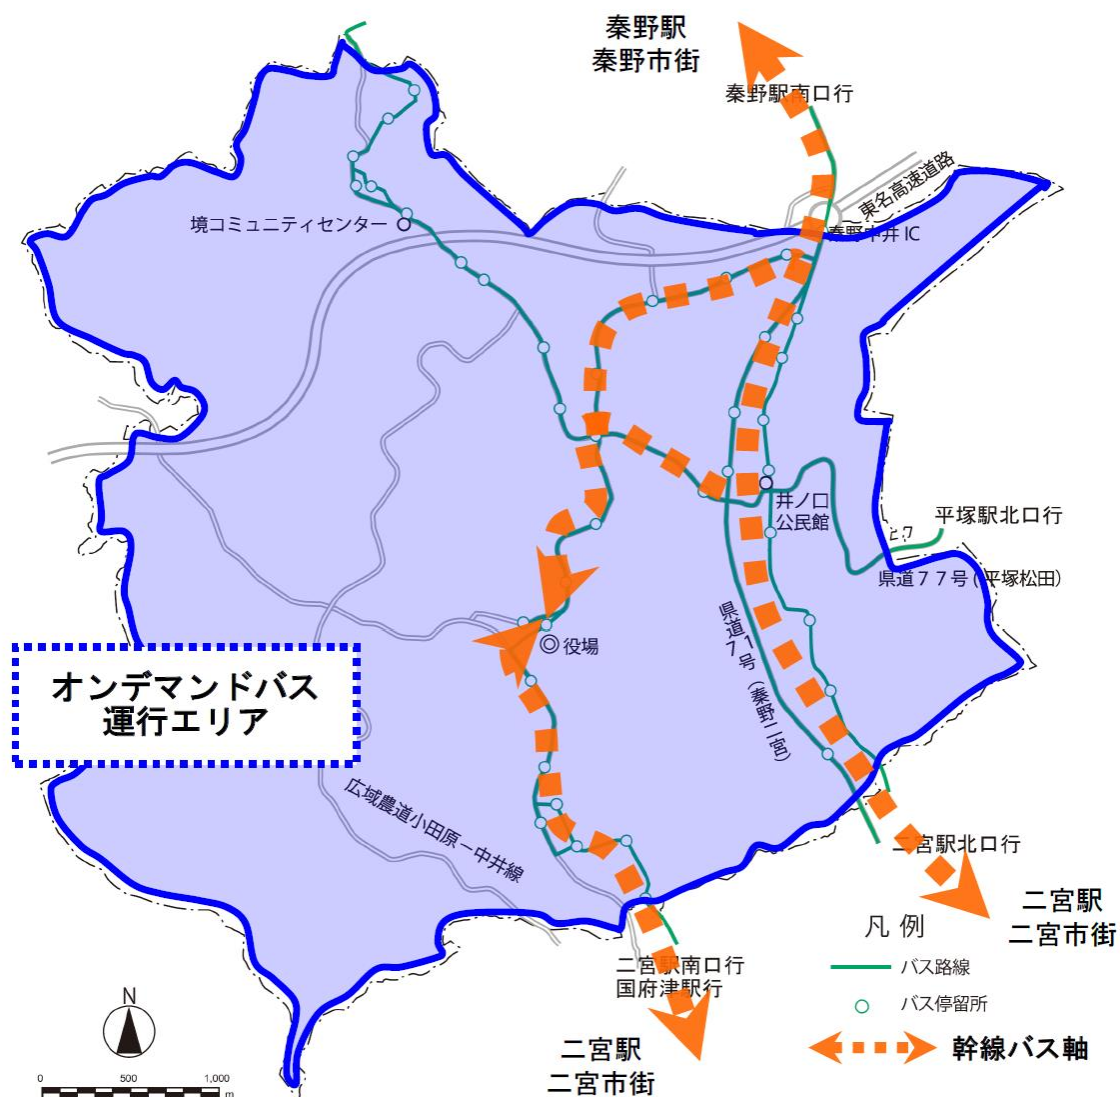 秦野駅
秦野市街
秦野駅南口行
東名高速道路
秦野中井 IC
境コミュニティセンター
井ノ口
公民館
平塚駅北口行
県道７７号 (平塚松田)
県道７１号（秦野二宮）
◎役場
オンデマンドバス
運行エリア
広域農道小田原－中井線
二宮駅北口行
二宮駅
二宮市街
二宮駅南口行
国府津駅行
二宮駅
二宮市街
凡 例
バス路線
バス停留所
幹線バス軸
N
0 500 1,000
m